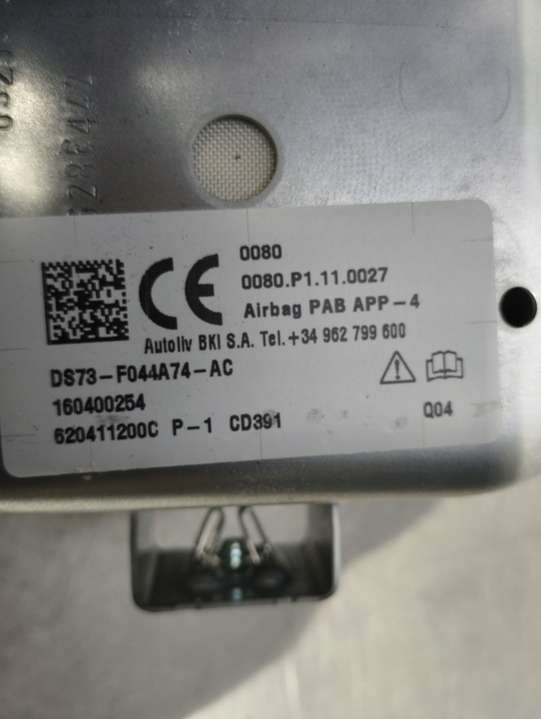 CE 0080
0080.P1.11.0027
Airbag PAB APP-4
Autoliv BKI S.A. Tel.+34 962 799 600
DS73-F044A74-AC
160400254
620411200C P-1 CD391
Q04